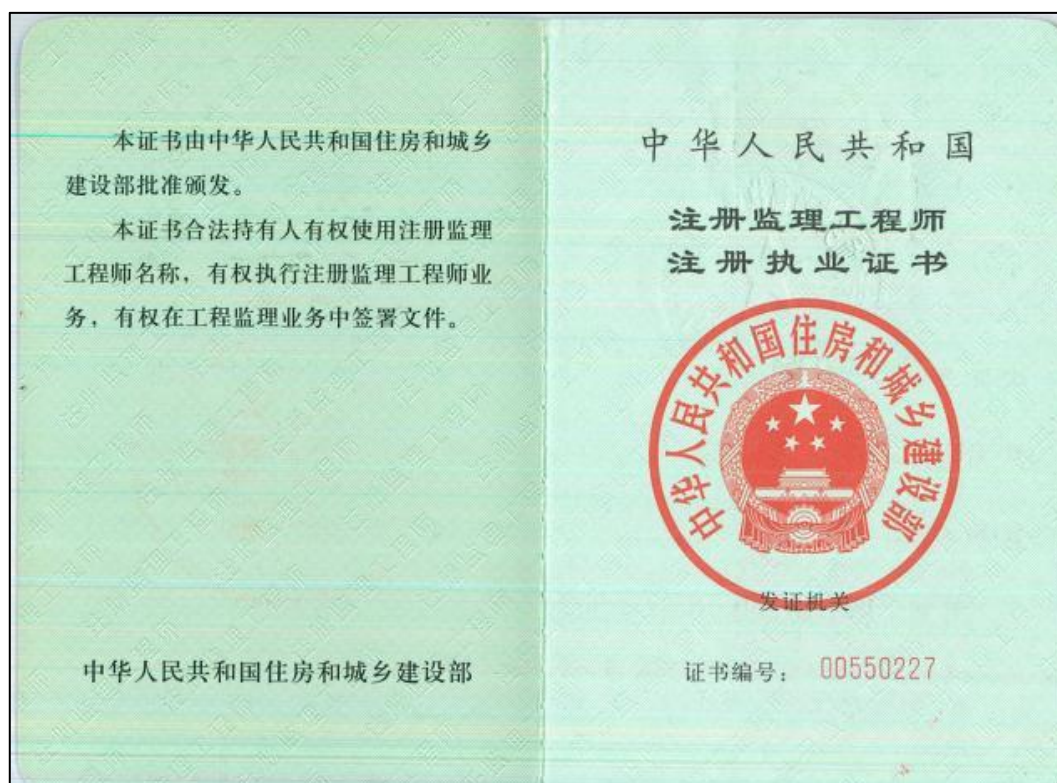 本证书由中华人民共和国住房和城乡
建设部批准颁发。
本证书合法持有人有权使用注册监理
工程师名称，有权执行注册监理工程师业
务，有权在工程监理业务中签署文件。
中华人民共和国住房和城乡建设部
中华人民共和国
注册监理工程师
注册执业证书
中华人民共和国住房和城乡建设部
发证机关
证书编号：00550227